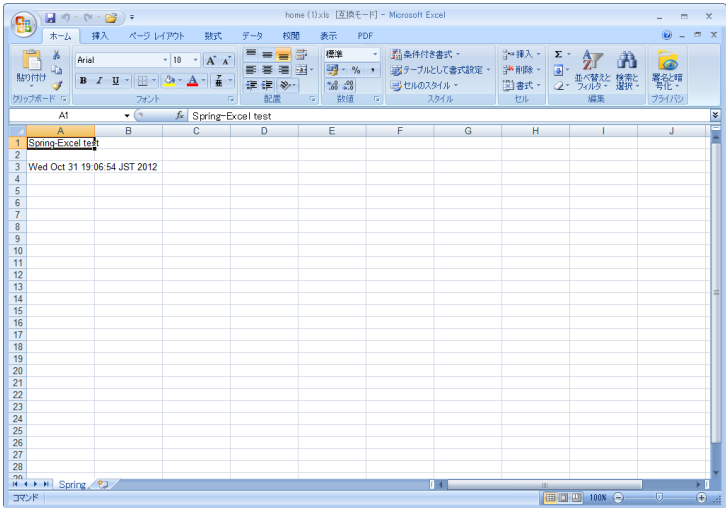 home (1).xls [互換モード] - Microsoft Excel
ホーム 挿入 ページ レイアウト 数式 データ 校閲 表示 PDF
貼り付け
Arial 10 A A
B I U A 亜
標準
% ,
条件付き書式
テーブルとして書式設定
セルのスタイル
挿入
削除
書式
Σ
並べ替えと フィルタ
検索と 選択
署名と暗 号化
クリップボード フォント 配置 数値 スタイル セル 編集 プライバシ
A1 fx Spring-Excel test
A B C D E F G H I J
1 Spring-Excel test
2
3 Wed Oct 31 19:06:54 JST 2012
4
5
6
7
8
9
10
11
12
13
14
15
16
17
18
19
20
21
22
23
24
25
26
27
28
29
Spring
コマンド 100%